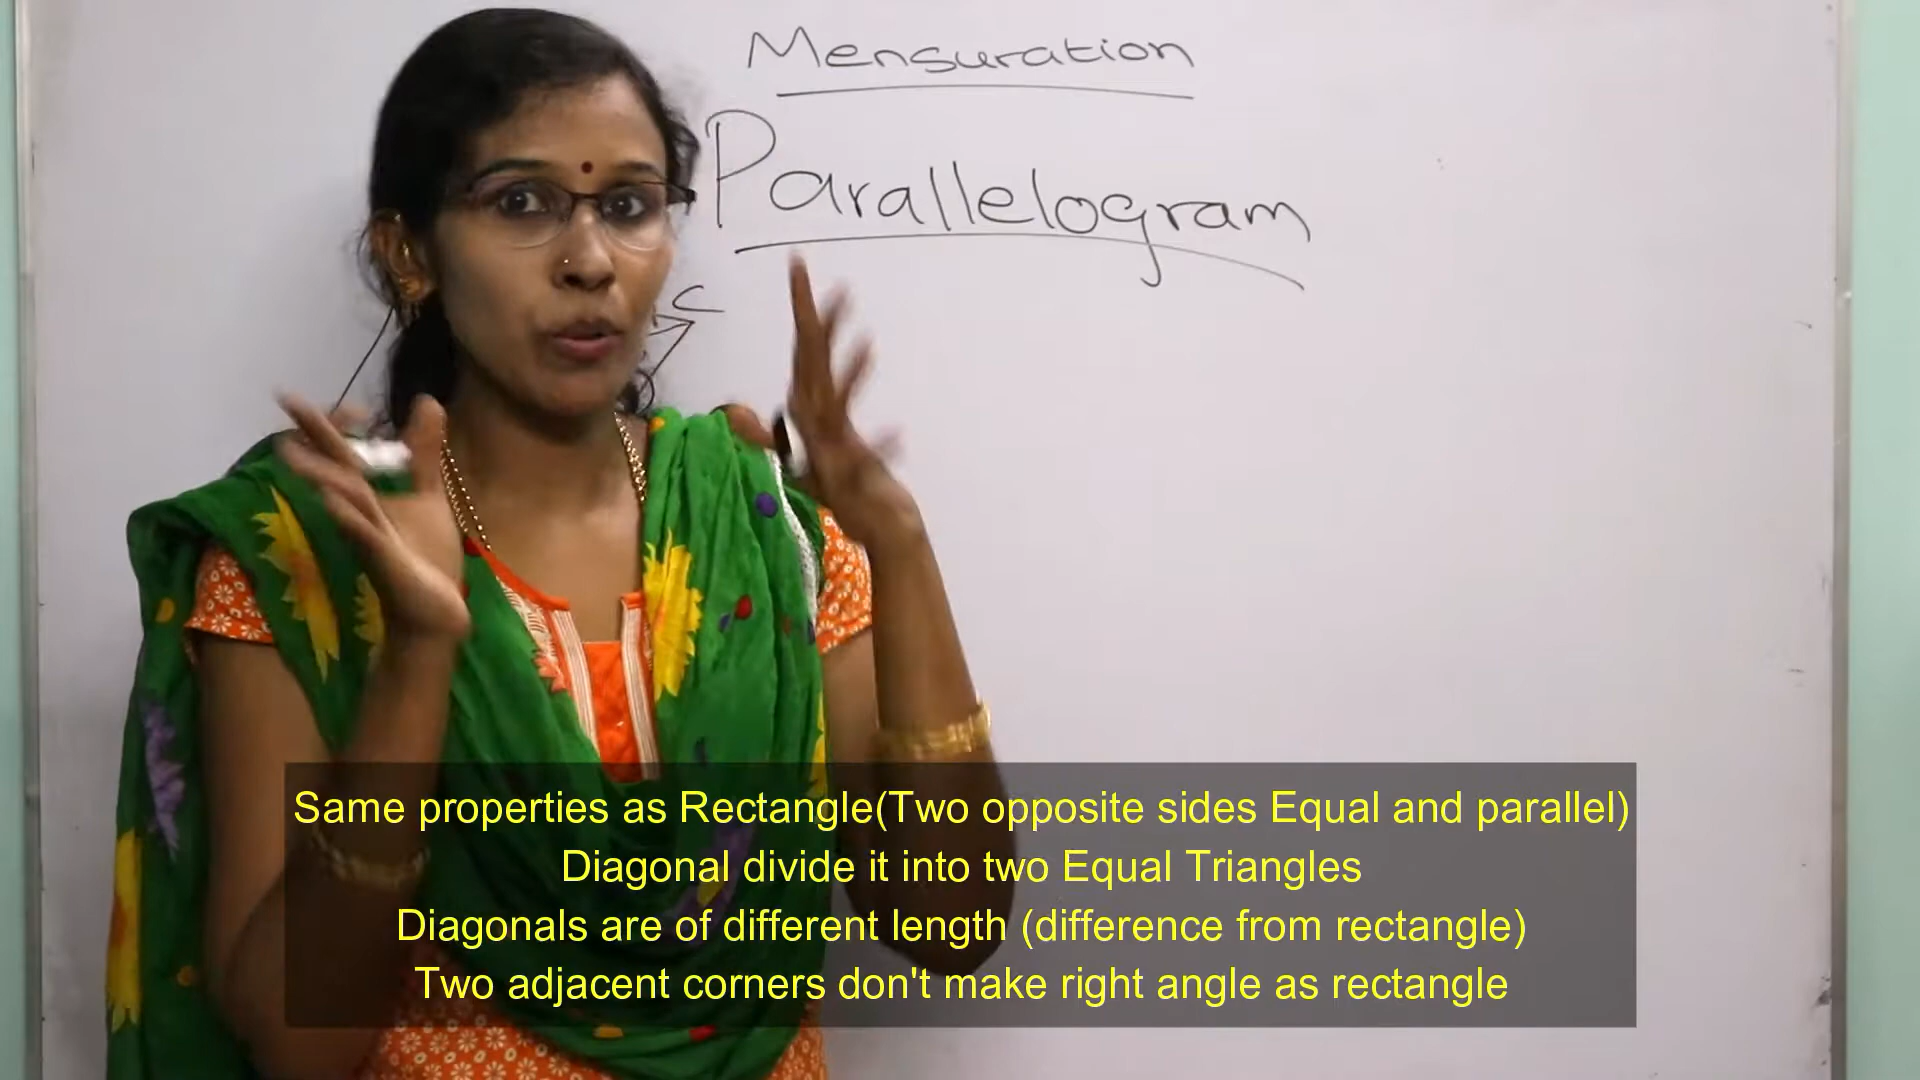 Mensuration
Parallelogram
C
Same properties as Rectangle(Two opposite sides Equal and parallel)
Diagonal divide it into two Equal Triangles
Diagonals are of different length (difference from rectangle)
Two adjacent corners don't make right angle as rectangle